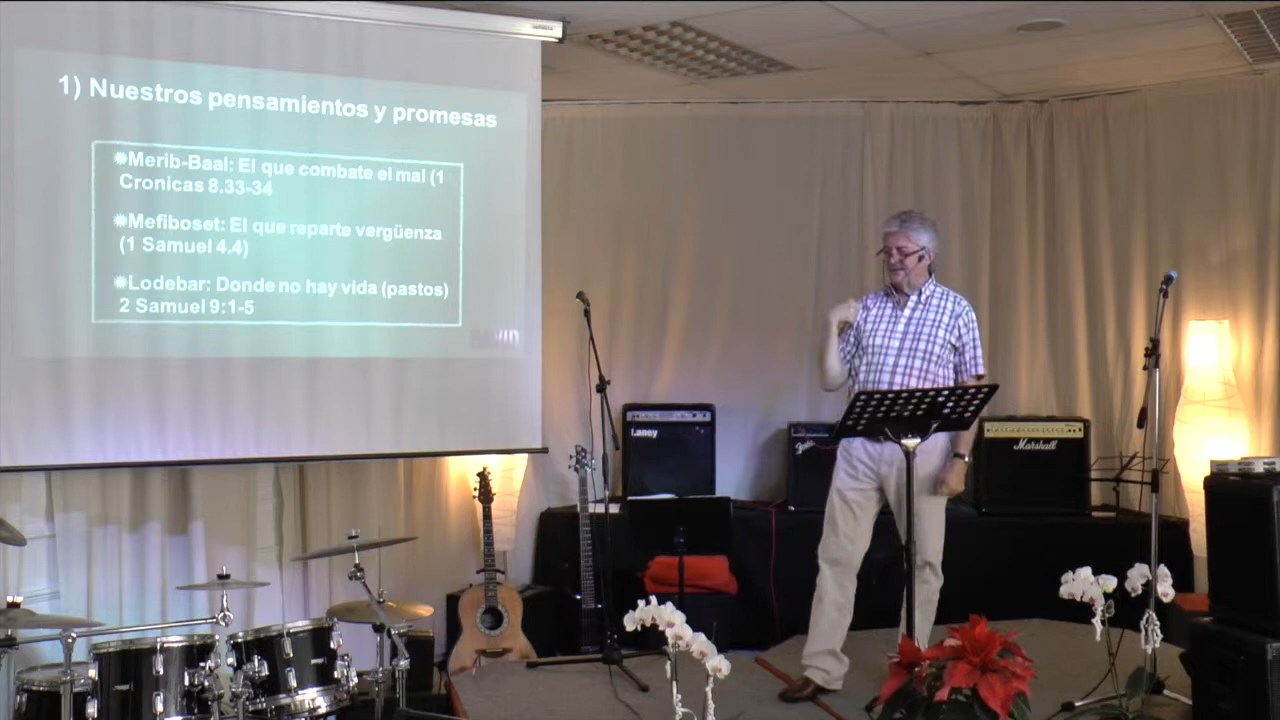 1) Nuestros pensamientos y promesas
Merib-Baal: El que combate el mal (1
Cronicas 8.33-34
Mefiboset: El que reparte vergüenza
(1 Samuel 4.4)
Lodebar: Donde no hay vida (pastos)
2 Samuel 9:1-5
DAVID
Laney
Fender
Marshall